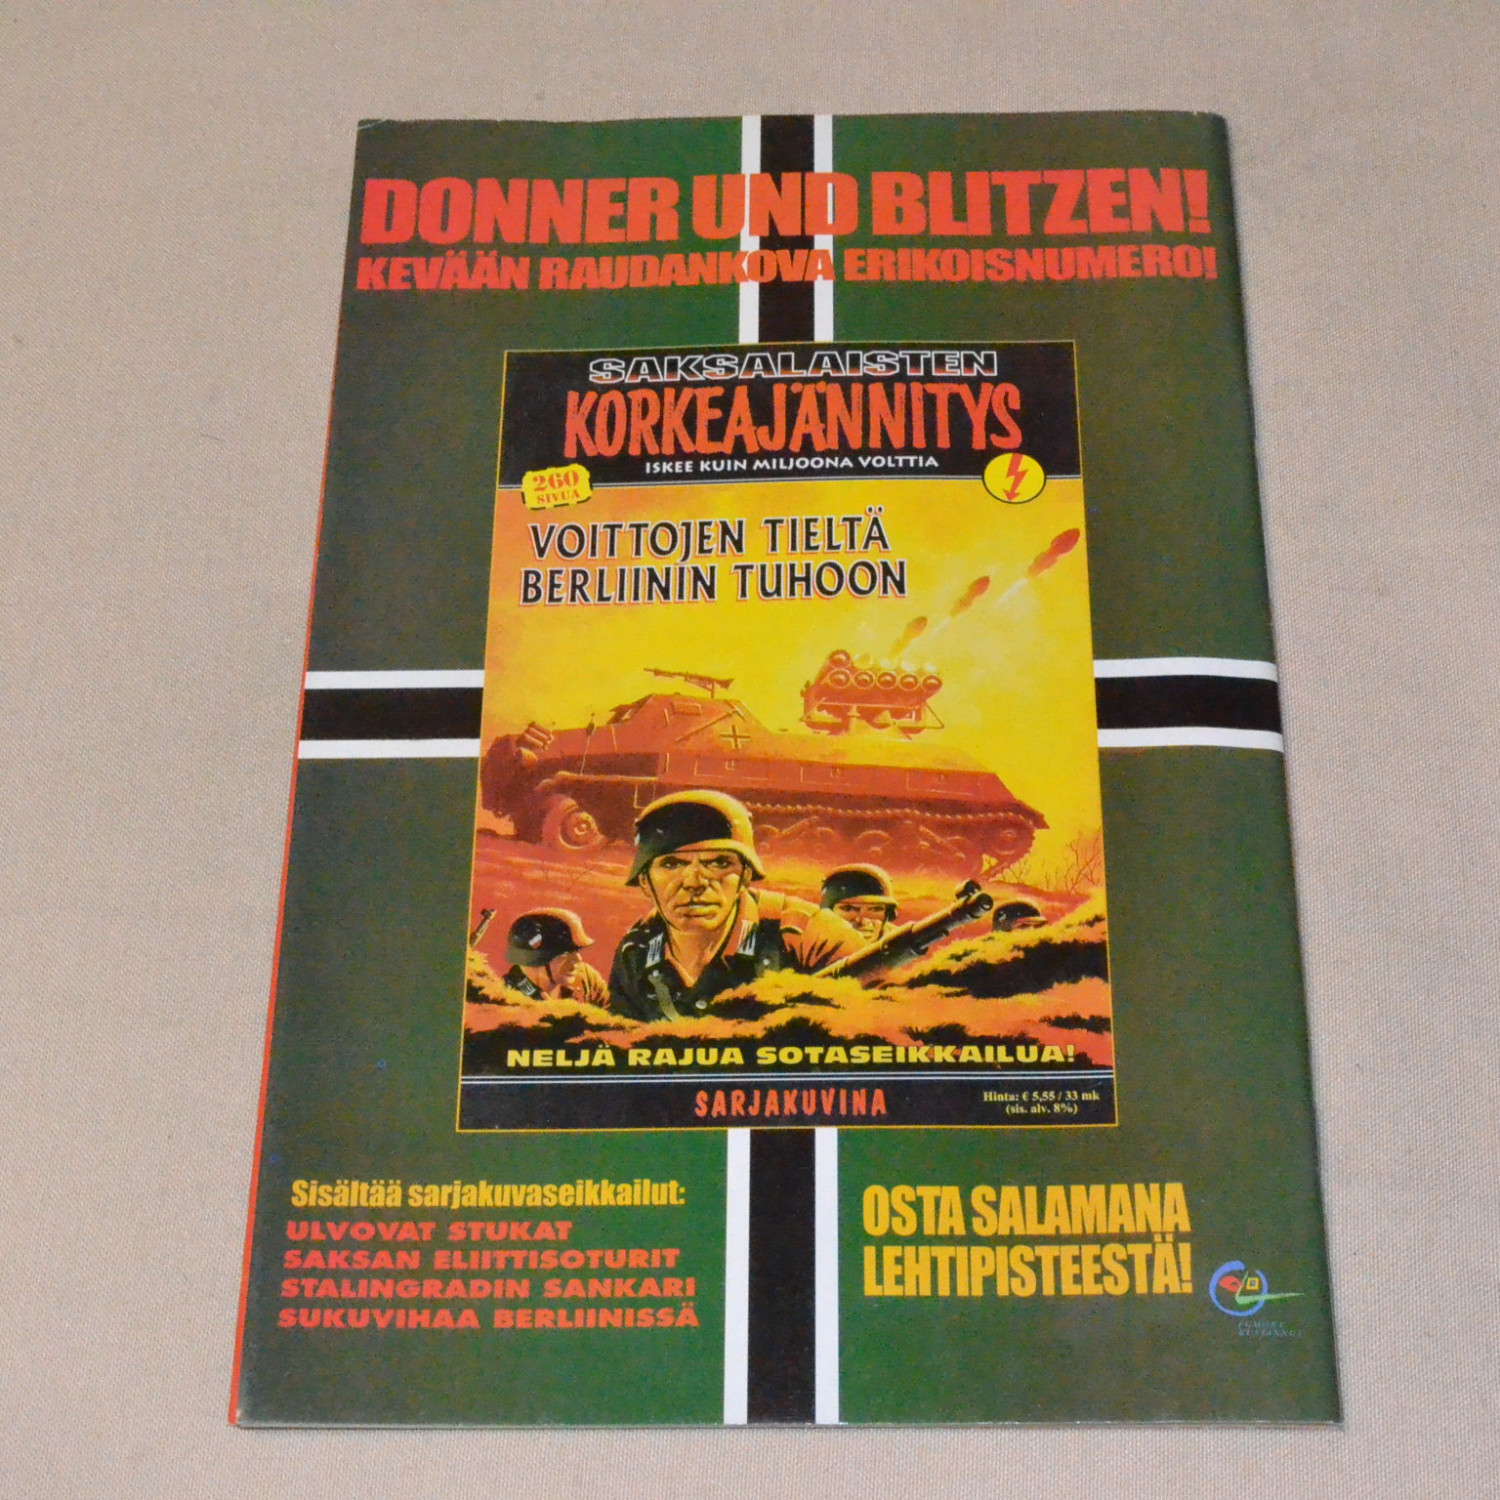 DONNER UND BLITZEN!
KEVÄÄN RAUDANKOVA ERIKOISNUMERO!
SAKSALAISTEN
KORKEAJÄNNITYS
ISKEE KUIN MILJOONA VOLTTIA
260
SIVUA
VOITTOJEN TIELTÄ
BERLIININ TUHOON
NELJÄ RAJUA SOTASEIKKAILUA!
SARJAKUVINA
Hinta: € 5,55 / 33 mk
(sis. alv. 8%)
Sisältää sarjakuvaseikkailut:
ULVOVAT STUKAT
SAKSAN ELIITTISOTURIT
STALINGRADIN SANKARI
SUKUVIHAA BERLIINISSÄ
OSTA SALAMANA
LEHTIPISTEESTÄ!
EGMONT
KUSTANNUS